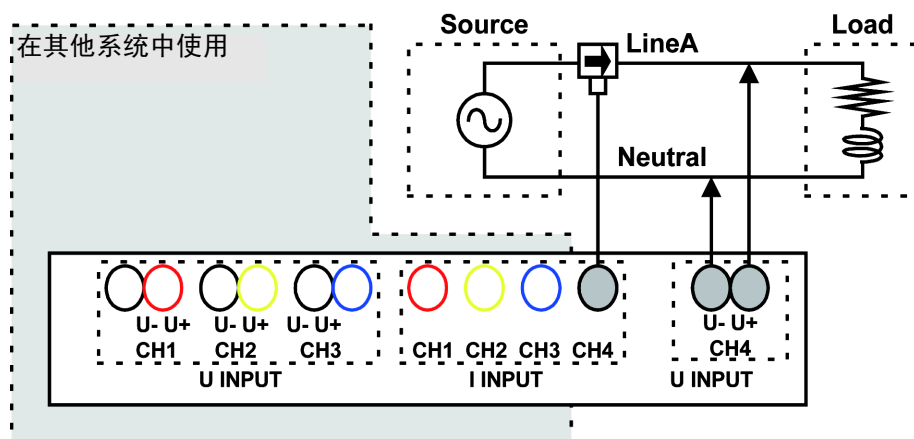 在其他系统中使用
Source
LineA
Load
Neutral
U- U+ U- U+ U- U+ U- U+
CH1 CH2 CH3 CH1 CH2 CH3 CH4 CH4
U INPUT I INPUT U INPUT